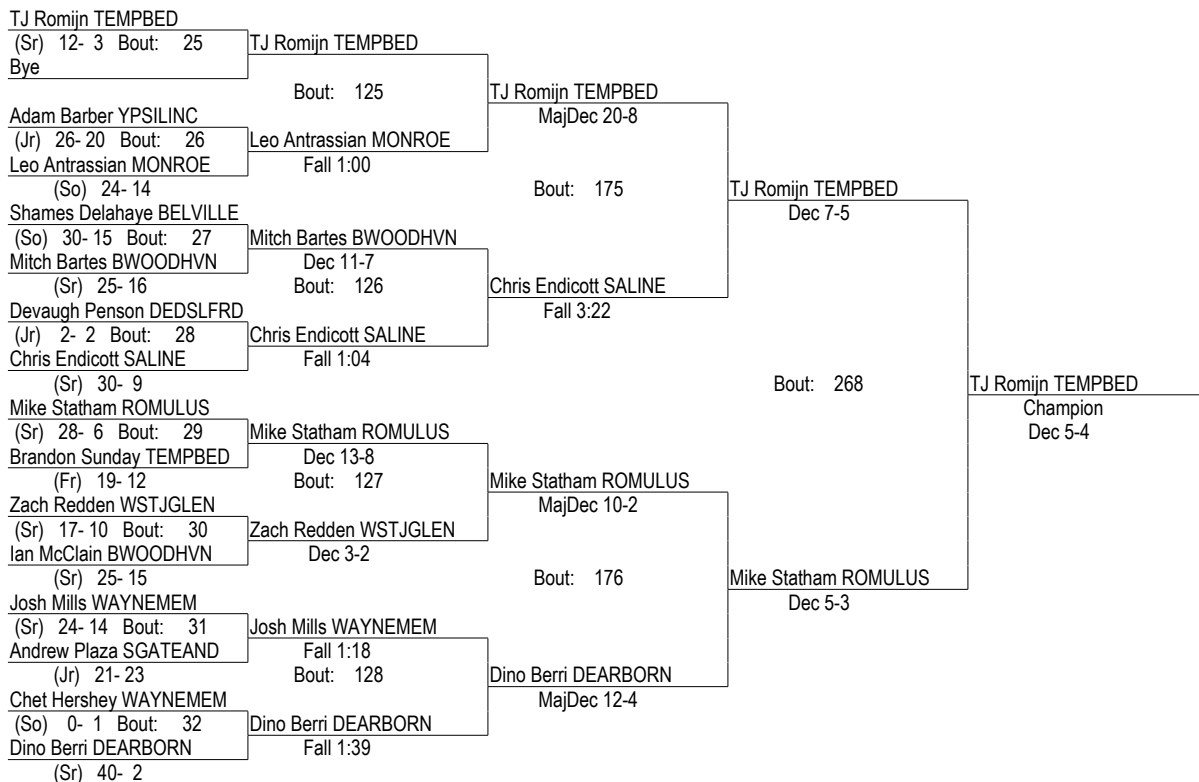 TJ Romijn TEMPBED
(Sr) 12- 3 Bout: 25 TJ Romijn TEMPBED
Bye
Bout: 125 TJ Romijn TEMPBED
Adam Barber YPSILINC MajDec 20-8
(Jr) 26- 20 Bout: 26 Leo Antrassian MONROE
Leo Antrassian MONROE Fall 1:00
(So) 24- 14 Bout: 175 TJ Romijn TEMPBED
Shames Delahaye BELVILLE Dec 7-5
(So) 30- 15 Bout: 27 Mitch Bartes BWOODHVN
Mitch Bartes BWOODHVN Dec 11-7
(Sr) 25- 16 Bout: 126 Chris Endicott SALINE
Devaugh Penson DEDSLFRD Fall 3:22
(Jr) 2- 2 Bout: 28 Chris Endicott SALINE
Chris Endicott SALINE Fall 1:04
(Sr) 30- 9 Bout: 268 TJ Romijn TEMPBED
Mike Statham ROMULUS Champion
(Sr) 28- 6 Bout: 29 Mike Statham ROMULUS Dec 5-4
Brandon Sunday TEMPBED Dec 13-8
(Fr) 19- 12 Bout: 127 Mike Statham ROMULUS
Zach Redden WSTJGLEN MajDec 10-2
(Sr) 17- 10 Bout: 30 Zach Redden WSTJGLEN
Ian McClain BWOODHVN Dec 3-2
(Sr) 25- 15 Bout: 176 Mike Statham ROMULUS
Josh Mills WAYNEMEM Dec 5-3
(Sr) 24- 14 Bout: 31 Josh Mills WAYNEMEM
Andrew Plaza SGATEAND Fall 1:18
(Jr) 21- 23 Bout: 128 Dino Berri DEARBORN
Chet Hershey WAYNEMEM MajDec 12-4
(So) 0- 1 Bout: 32 Dino Berri DEARBORN
Dino Berri DEARBORN Fall 1:39
(Sr) 40- 2